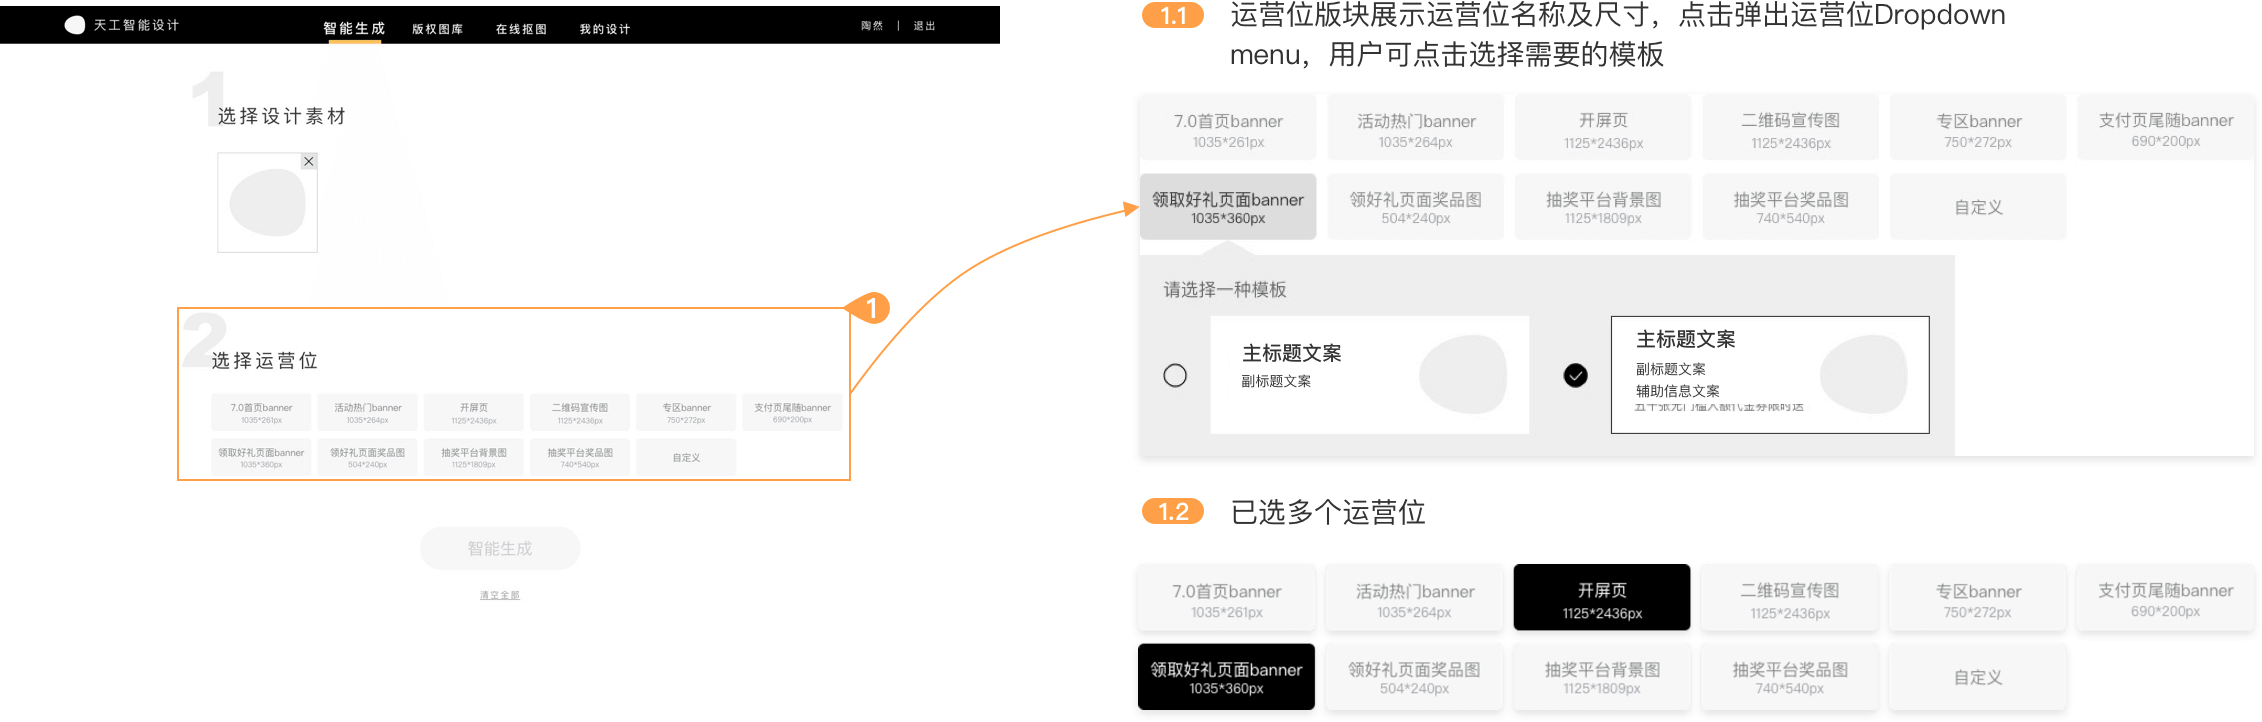 天工智能设计
智能生成 版权图库 在线抠图 我的设计
陶然 | 退出
1
选择设计素材
1
2
选择运营位
7.0首页banner 活动热门banner 开屏页 二维码宣传图 专区banner 支付页尾随banner
1035*261px 1035*264px 1125*2436px 1125*2436px 750*272px 690*200px
领取好礼页面banner 领好礼页面奖品图 抽奖平台背景图 抽奖平台奖品图 自定义
1035*360px 504*240px 1125*1809px 740*540px
智能生成
清空全部
1.1 运营位版块展示运营位名称及尺寸，点击弹出运营位Dropdown
menu，用户可点击选择需要的模板
7.0首页banner 活动热门banner 开屏页 二维码宣传图 专区banner 支付页尾随banner
1035*261px 1035*264px 1125*2436px 1125*2436px 750*272px 690*200px
领取好礼页面banner 领好礼页面奖品图 抽奖平台背景图 抽奖平台奖品图 自定义
1035*360px 504*240px 1125*1809px 740*540px
请选择一种模板
主标题文案
副标题文案
主标题文案
副标题文案
辅助信息文案
1.2 已选多个运营位
7.0首页banner 活动热门banner 开屏页 二维码宣传图 专区banner 支付页尾随banner
1035*261px 1035*264px 1125*2436px 1125*2436px 750*272px 690*200px
领取好礼页面banner 领好礼页面奖品图 抽奖平台背景图 抽奖平台奖品图 自定义
1035*360px 504*240px 1125*1809px 740*540px